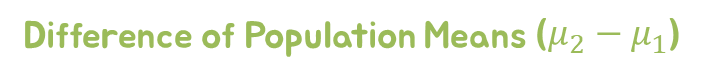 Difference of Population Means (μ₂ − μ₁)